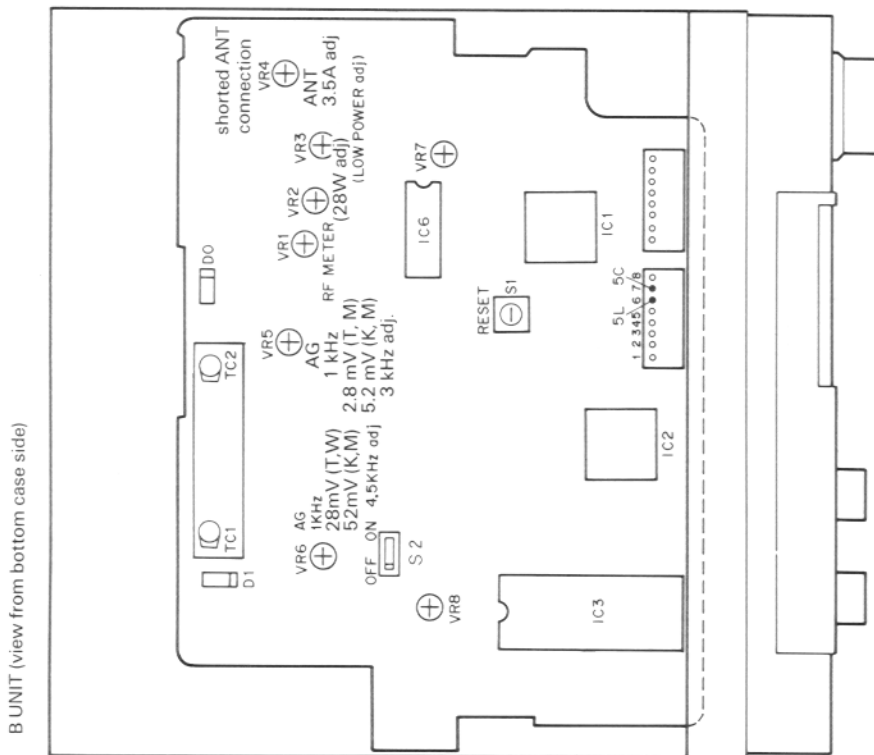 B UNIT (view from bottom case side)
shorted ANT
connection
VR4
ANT
3.5A adj
VR3
(LOW POWER adj)
VR2
(28W adj)
VR1
RF METER
VR7
IC6
D0
TC2
TC1
D1
VR5
AG
1 kHz
2.8 mV (T, M)
5.2 mV (K, M)
3 kHz adj.
VR6
AG
1KHz
28mV (T,W)
52mV (K,M)
4,5KHz adj
OFF ON
S2
VR8
RESET
S1
IC1
5L 5C
1 2 3 4 5 6 7 8
IC2
IC3